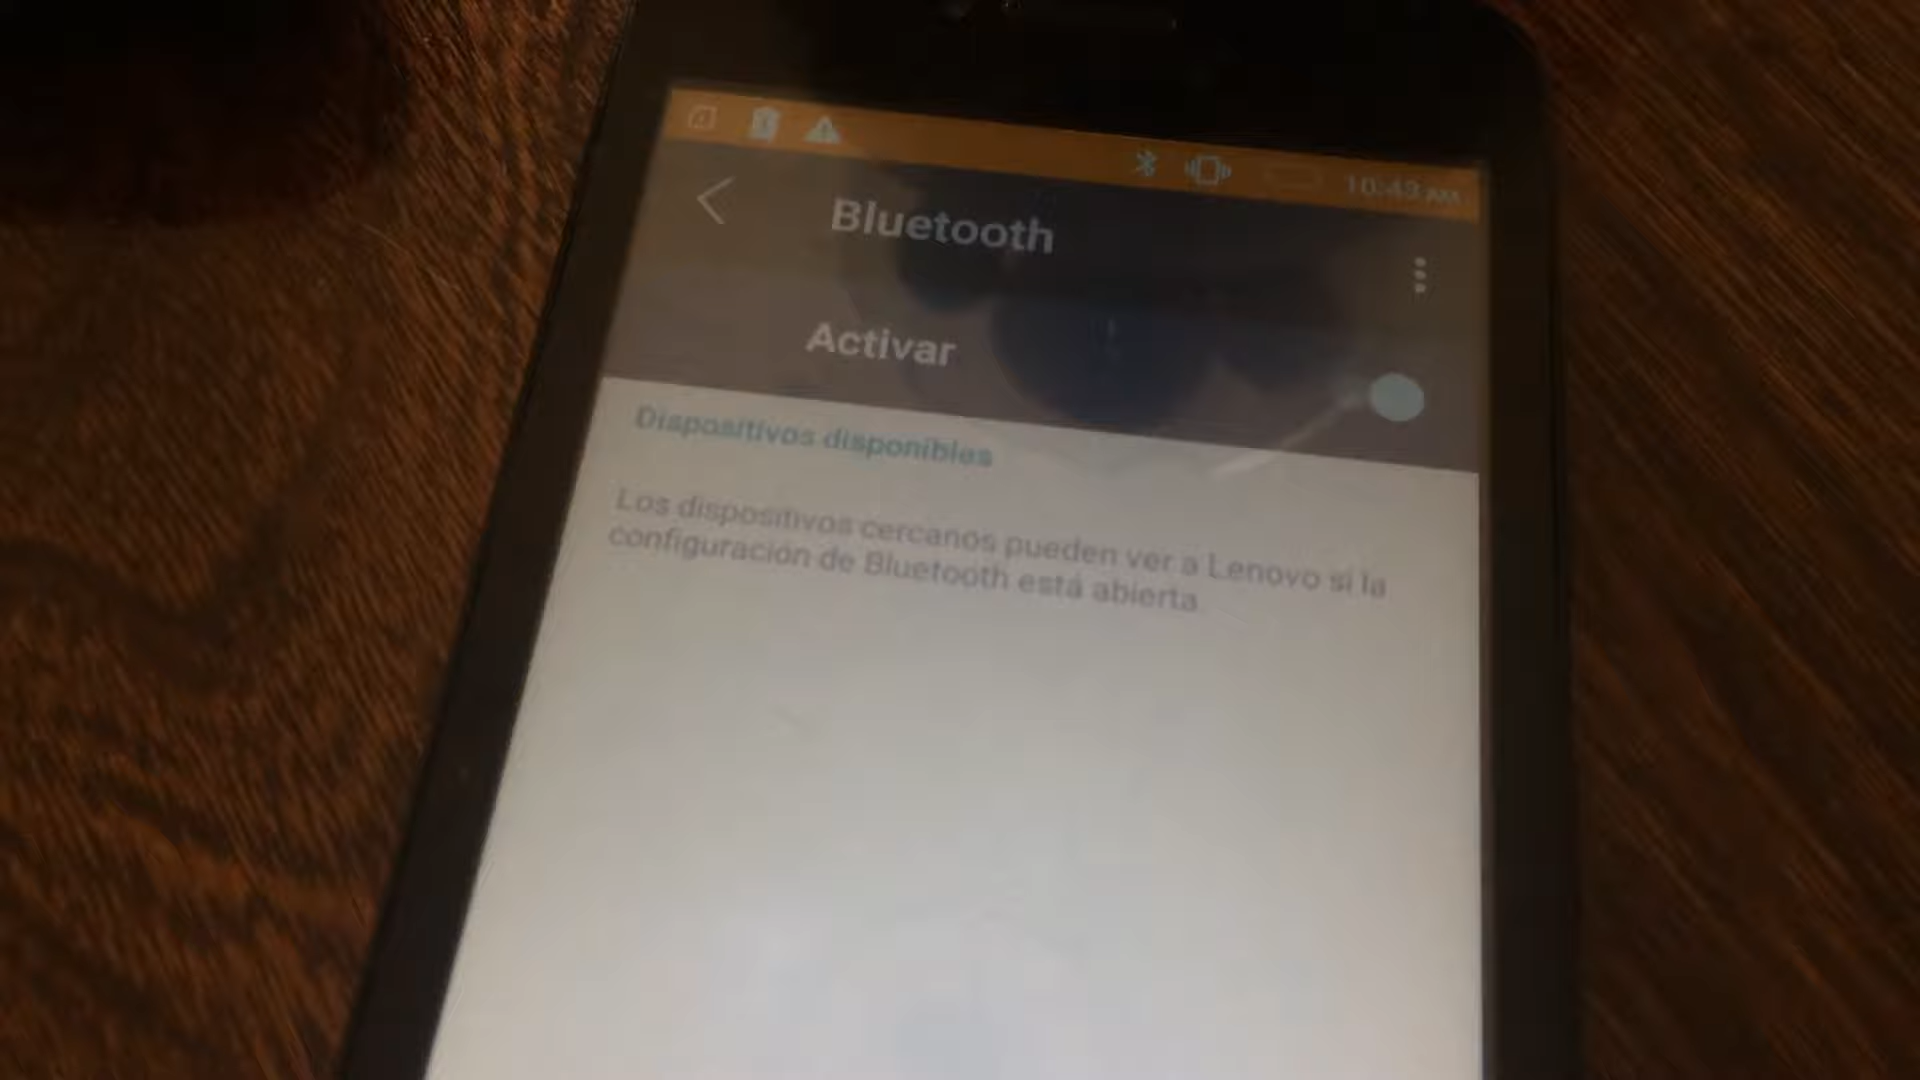 10:43 AM
Bluetooth
Activar
Dispositivos disponibles
Los dispositivos cercanos pueden ver a Lenovo si la
configuración de Bluetooth está abierta.